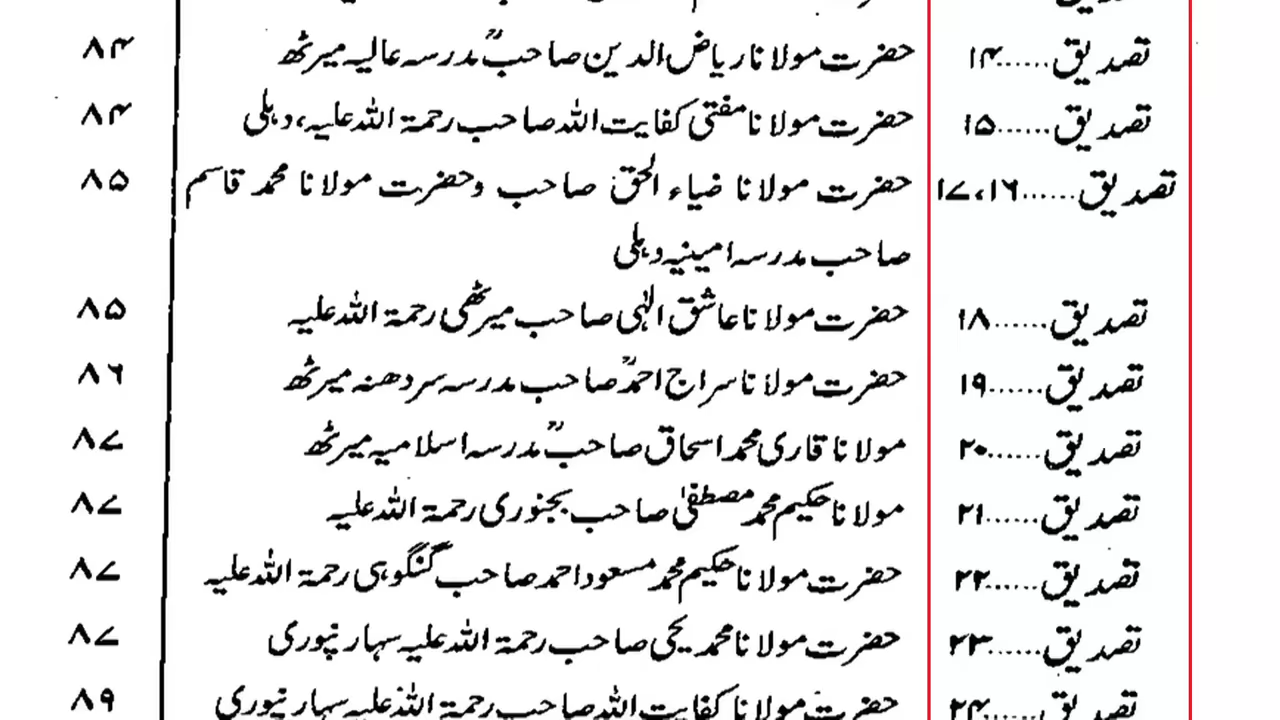 تصدیق......۱۴ حضرت مولانا ریاض الدین صاحبؒ مدرسہ عالیہ میرٹھ ۸۴
تصدیق......۱۵ حضرت مولانا مفتی کفایت اللہ صاحب رحمۃ اللہ علیہ، دہلی ۸۴
تصدیق......۱۶،۱۷ حضرت مولانا ضیاء الحق صاحب وحضرت مولانا محمد قاسم ۸۵
صاحب مدرسہ امینیہ دہلی
تصدیق......۱۸ حضرت مولانا عاشق الٰہی صاحب میرٹھی رحمۃ اللہ علیہ ۸۵
تصدیق......۱۹ حضرت مولانا سراج احمدؒ صاحب مدرسہ سردھنہ میرٹھ ۸۶
تصدیق......۲۰ مولانا قاری محمد اسحاق صاحبؒ مدرسہ اسلامیہ میرٹھ ۸۷
تصدیق......۲۱ مولانا حکیم محمد مصطفیٰ صاحب بجنوری رحمۃ اللہ علیہ ۸۷
تصدیق......۲۲ حضرت مولانا حکیم محمد مسعود احمد صاحب گنگوہی رحمۃ اللہ علیہ ۸۷
تصدیق......۲۳ حضرت مولانا محمد یحیٰ صاحب رحمۃ اللہ علیہ سہارنپوری ۸۷
تصدیق......۲۴ حضرت مولانا کفایت اللہ صاحب رحمۃ اللہ علیہ سہارنپوری ۸۹